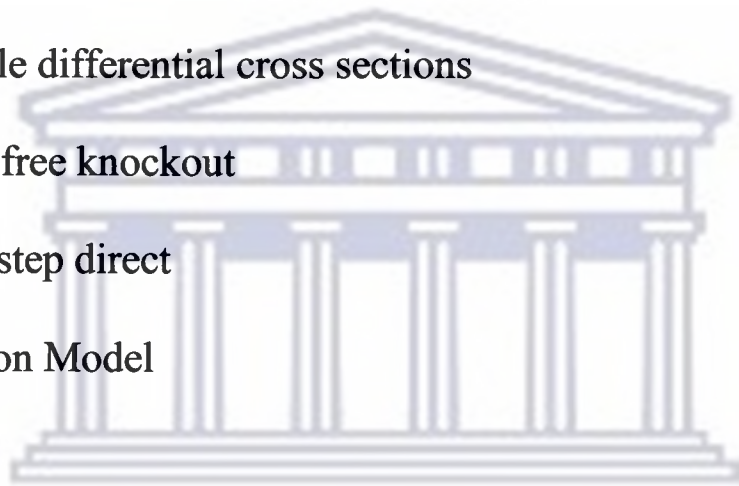 le differential cross sections
free knockout
step direct
on Model